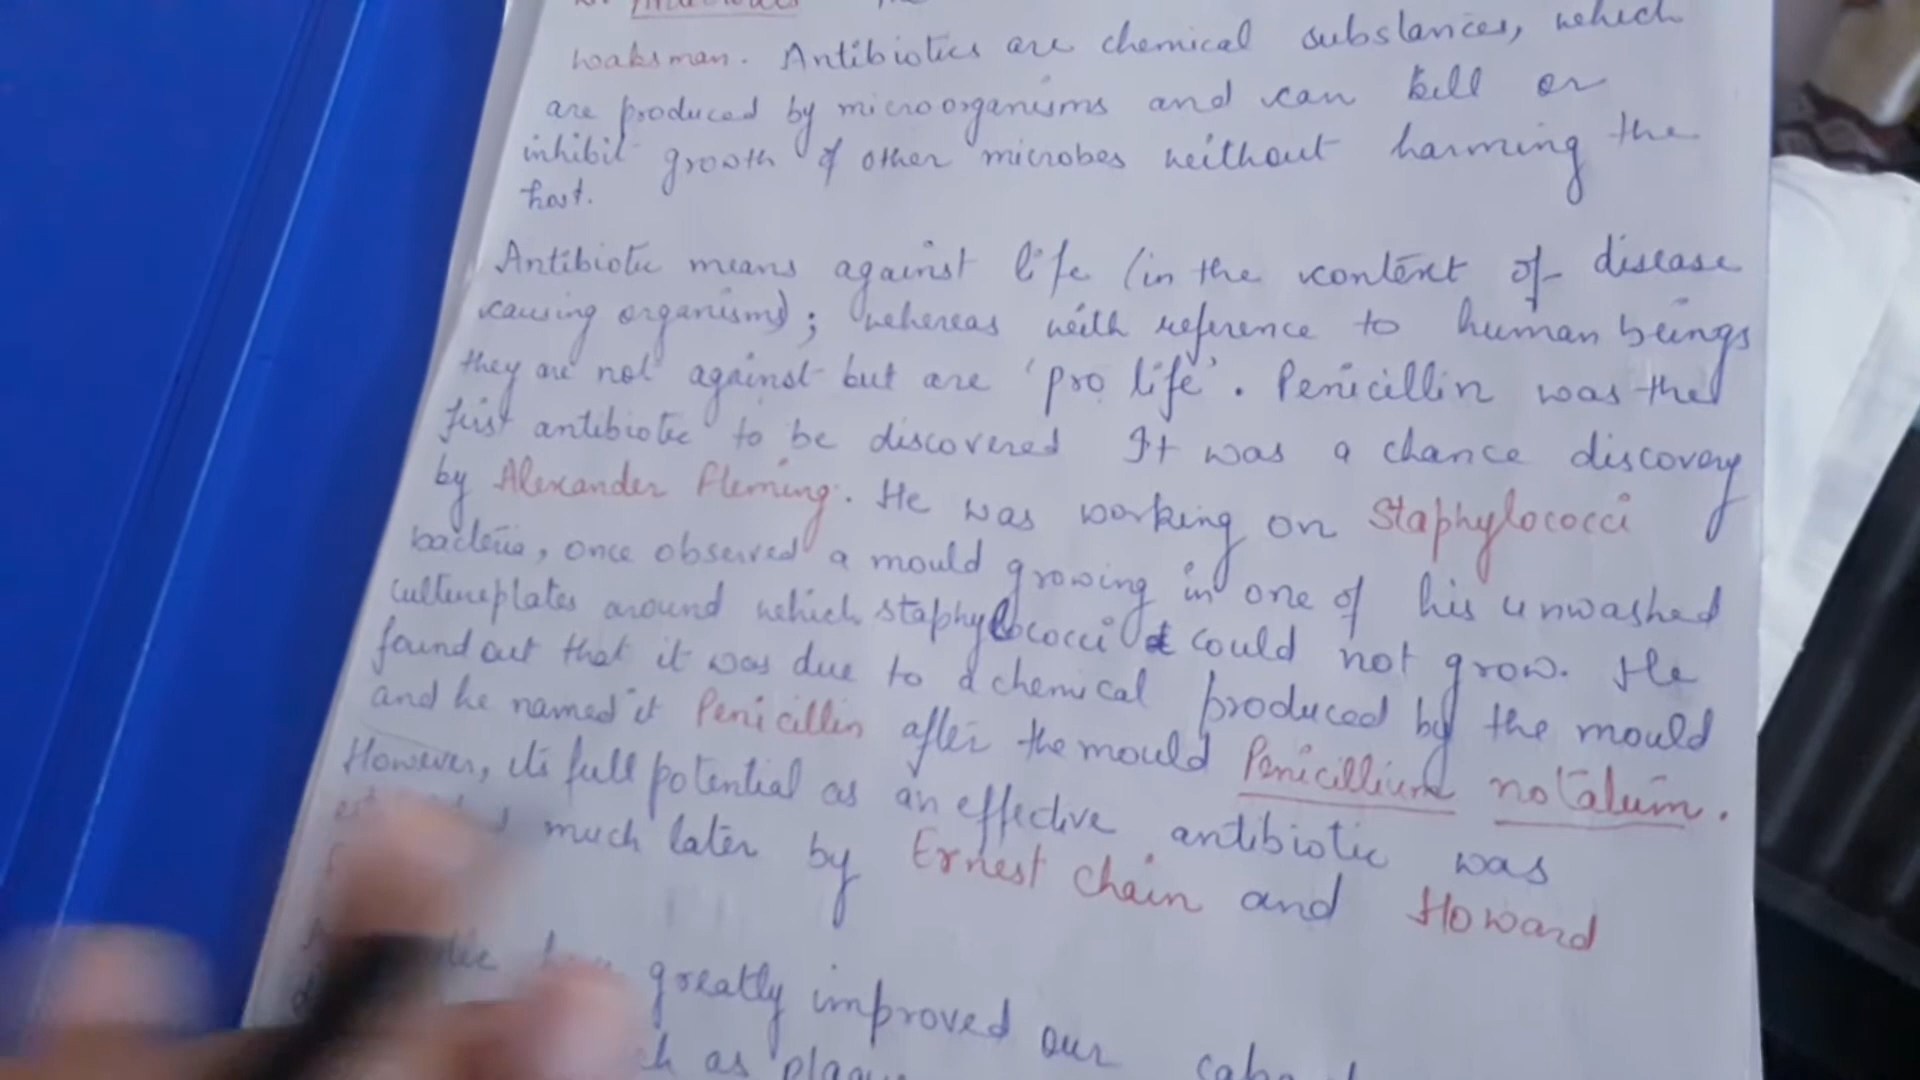 waksman. Antibiotics are chemical substances, which
are produced by microorganisms and can kill or
inhibit growth of other microbes without harming the
host.
Antibiotic means against life (in the context of disease
causing organisms); whereas with reference to human beings
they are not against but are 'pro life'. Penicillin was the
first antibiotic to be discovered It was a chance discovery
by Alexander Fleming. He was working on Staphylococci
bacteria, once observed a mould growing in one of his unwashed
culture plates around which staphylococci could not grow. He
found out that it was due to a chemical produced by the mould
and he named it Penicillin after the mould Penicillium notatum.
However, its full potential as an effective antibiotic was
much later by Ernest Chain and Howard
greatly improved our
as